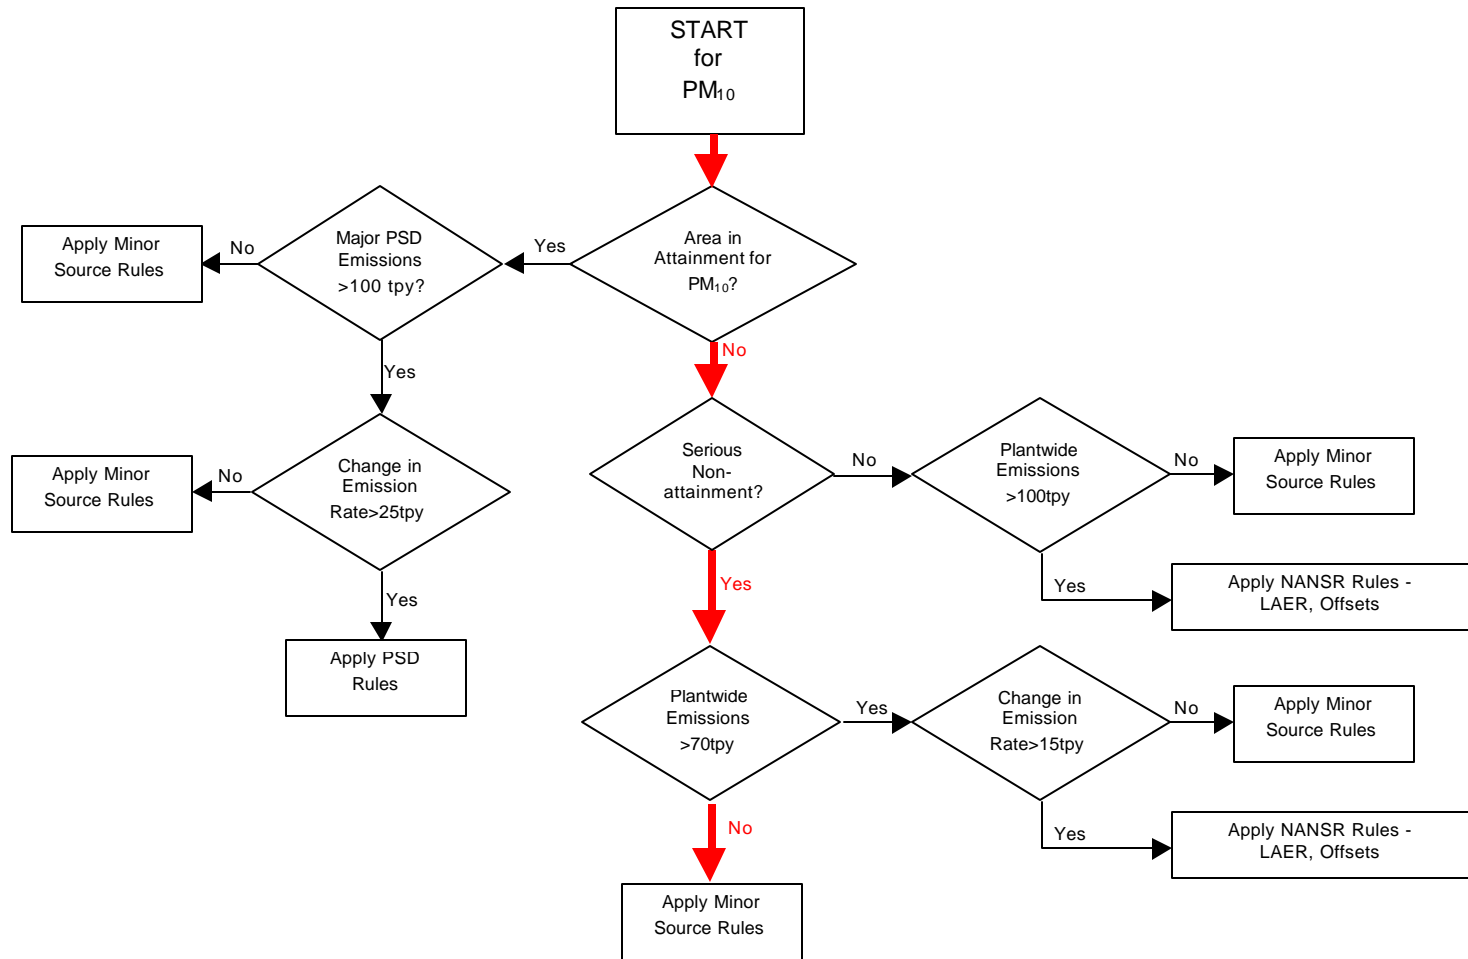 START
for
PM₁₀
Major PSD
Emissions
>100 tpy?
Area in
Attainment for
PM₁₀?
Yes
No
Apply Minor
Source Rules
Yes
No
Change in
Emission
Rate>25tpy
No
Apply Minor
Source Rules
Yes
Apply PSD
Rules
Serious
Non-
attainment?
No
Plantwide
Emissions
>100tpy
No
Apply Minor
Source Rules
Yes
Apply NANSR Rules -
LAER, Offsets
Yes
Plantwide
Emissions
>70tpy
Yes
Change in
Emission
Rate>15tpy
No
Apply Minor
Source Rules
Yes
Apply NANSR Rules -
LAER, Offsets
No
Apply Minor
Source Rules